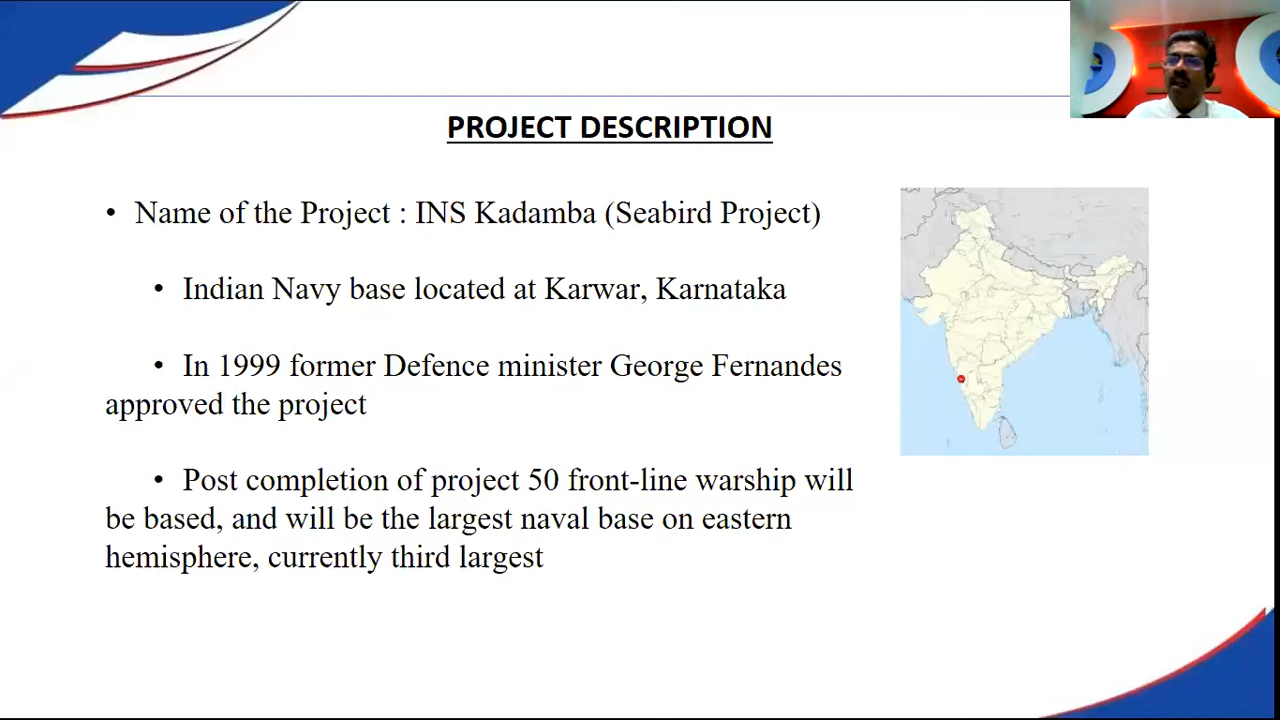 PROJECT DESCRIPTION
• Name of the Project : INS Kadamba (Seabird Project)
• Indian Navy base located at Karwar, Karnataka
• In 1999 former Defence minister George Fernandes
approved the project
• Post completion of project 50 front-line warship will
be based, and will be the largest naval base on eastern
hemisphere, currently third largest